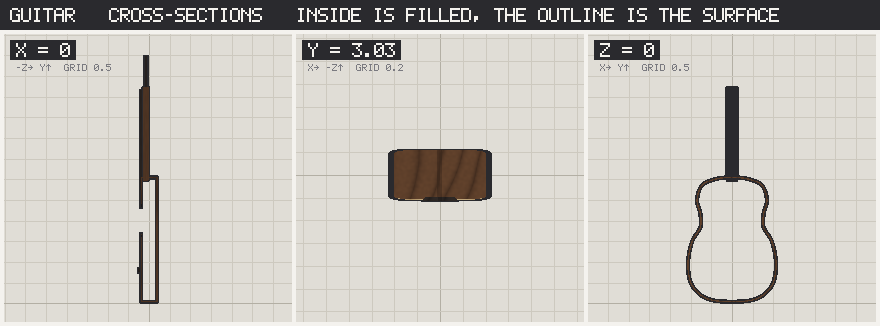 GUITAR CROSS-SECTIONS INSIDE IS FILLED, THE OUTLINE IS THE SURFACE
X = 0
-Z→ Y↑ GRID 0.5
Y = 3.03
X→ -Z↑ GRID 0.2
Z = 0
X→ Y↑ GRID 0.5